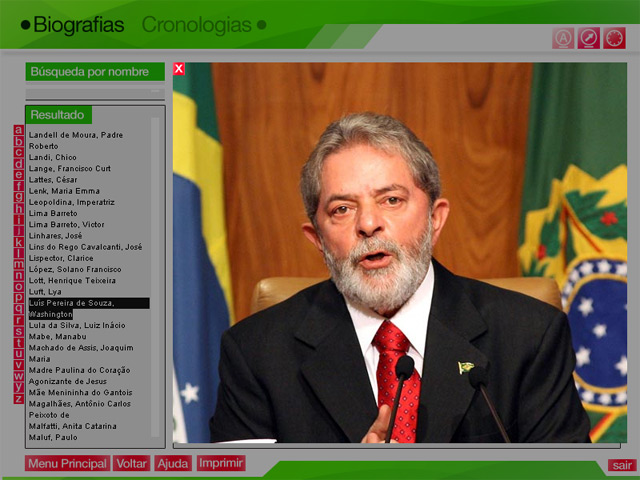 Biografias Cronologias
A
Búsqueda por nombre
X
Resultado
a
b
c
d
e
f
g
h
i
j
k
l
m
n
o
p
q
r
s
t
u
v
w
y
z
Landell de Moura, Padre
Roberto
Landi, Chico
Lange, Francisco Curt
Lattes, César
Lenk, Maria Emma
Leopoldina, Imperatriz
Lima Barreto
Lima Barreto, Victor
Linhares, José
Lins do Rego Cavalcanti, José
Lispector, Clarice
López, Solano Francisco
Lott, Henrique Teixeira
Luft, Lya
Luís Pereira de Souza,
Washington
Lula da Silva, Luiz Inácio
Mabe, Manabu
Machado de Assis, Joaquim
Maria
Madre Paulina do Coração
Agonizante de Jesus
Mãe Menininha do Gantois
Magalhães, Antônio Carlos
Peixoto de
Malfatti, Anita Catarina
Maluf, Paulo
Menu Principal Voltar Ajuda Imprimir
sair